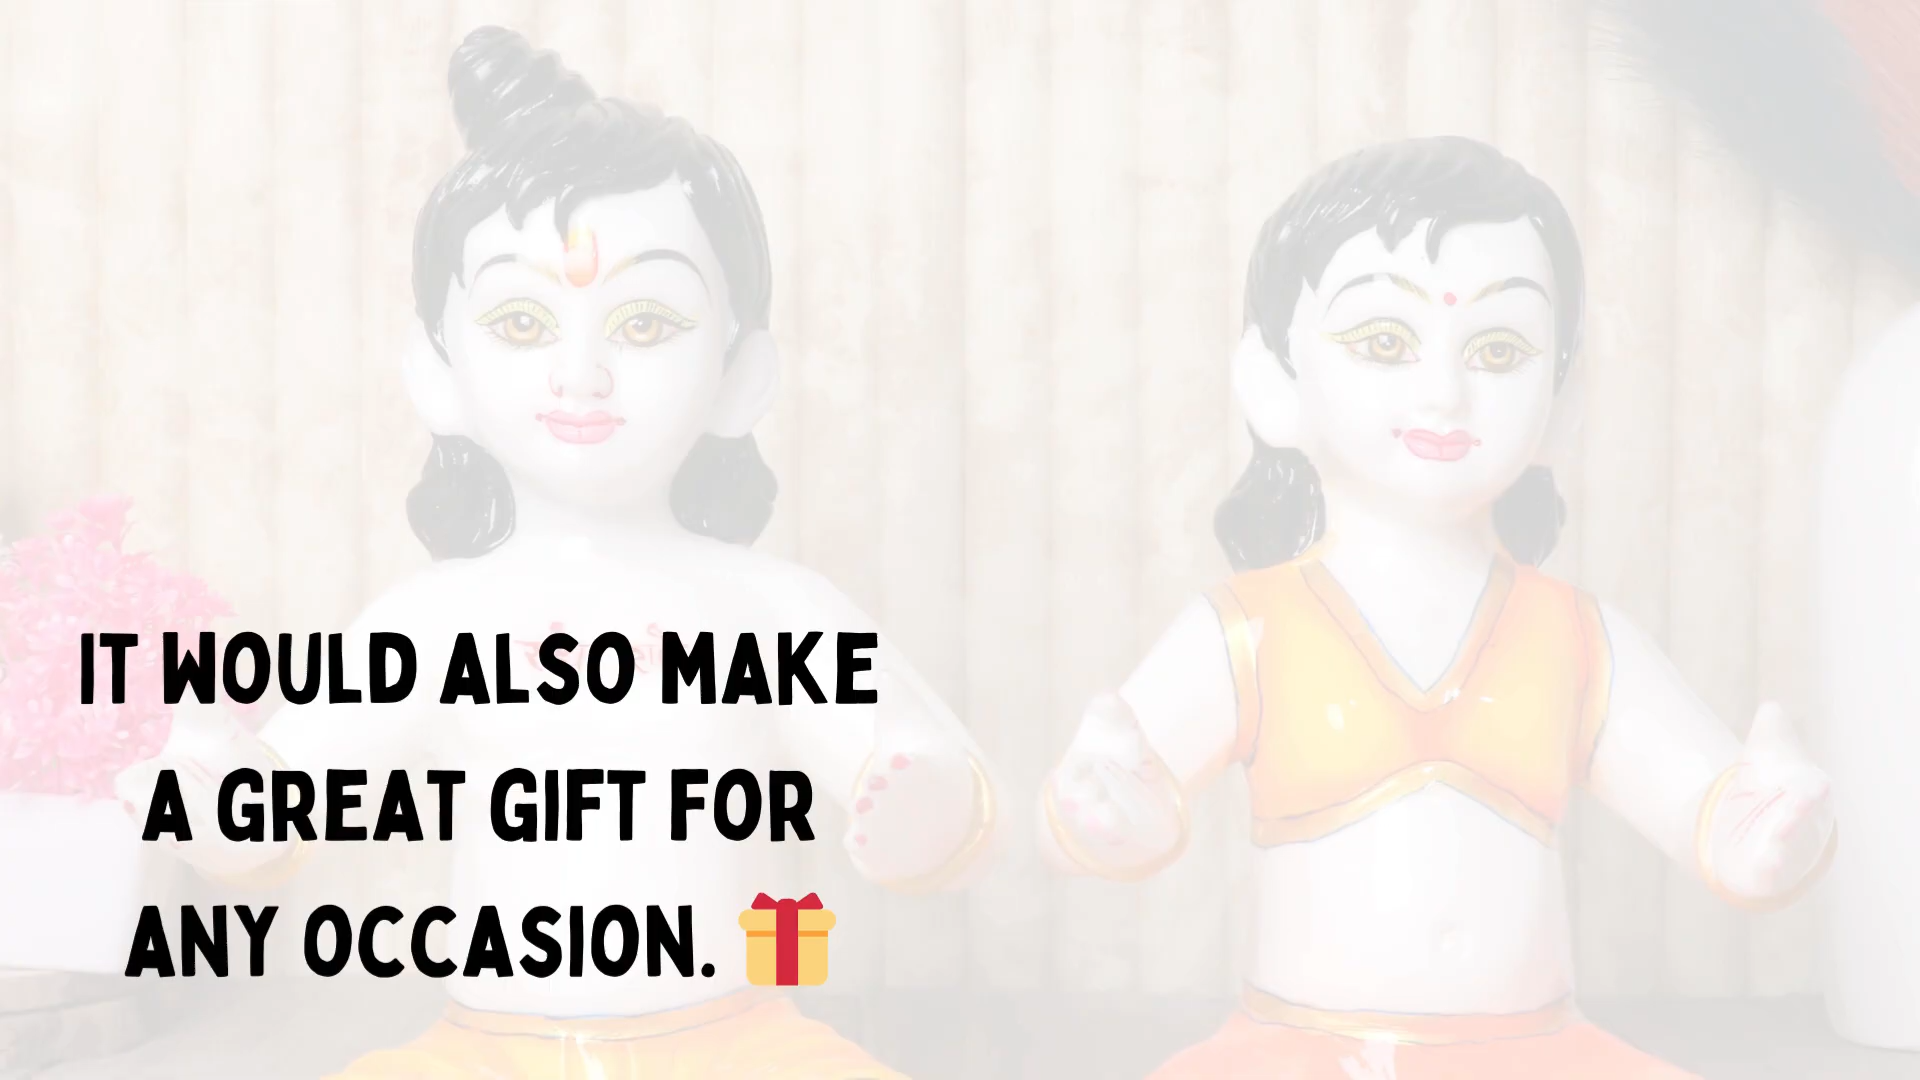 IT WOULD ALSO MAKE
A GREAT GIFT FOR
ANY OCCASION. 🎁